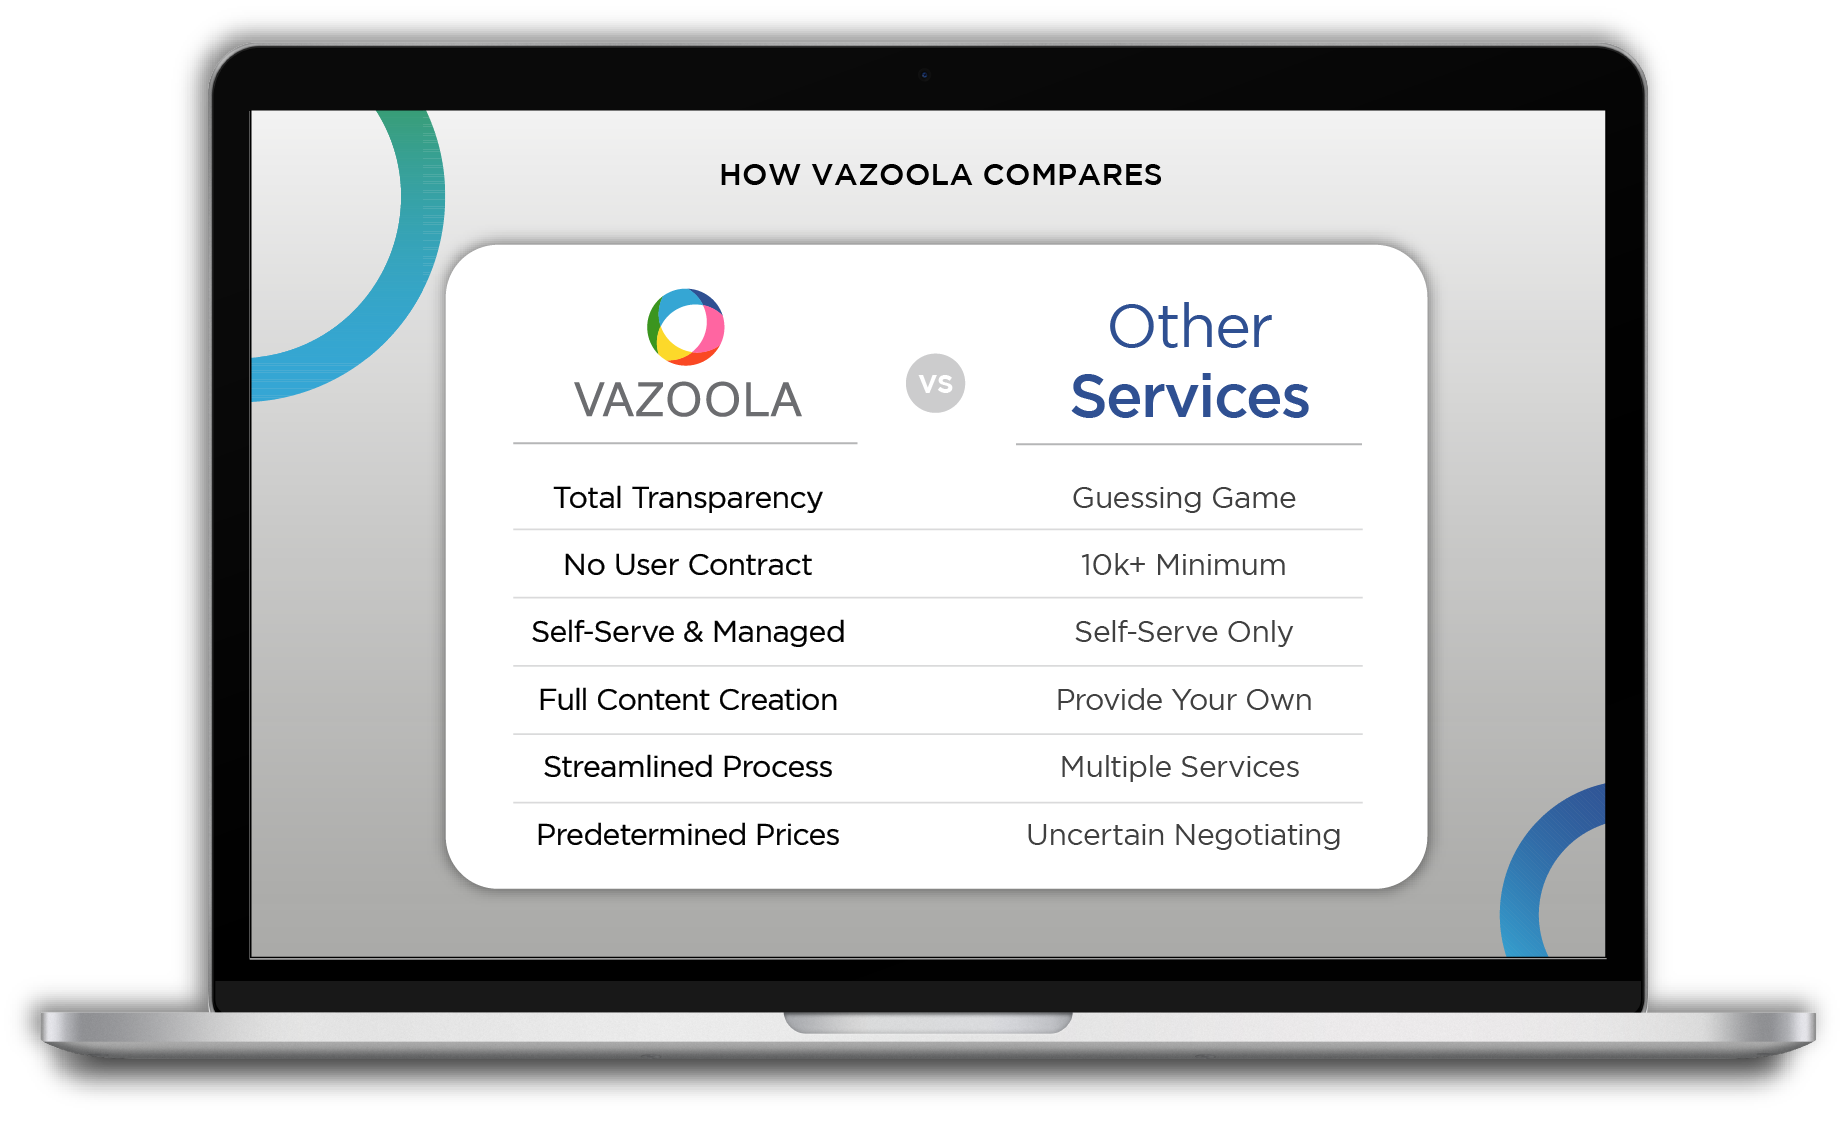 HOW VAZOOLA COMPARES
VAZOOLA
VS
Other
Services
Total Transparency
Guessing Game
No User Contract
10k+ Minimum
Self-Serve & Managed
Self-Serve Only
Full Content Creation
Provide Your Own
Streamlined Process
Multiple Services
Predetermined Prices
Uncertain Negotiating